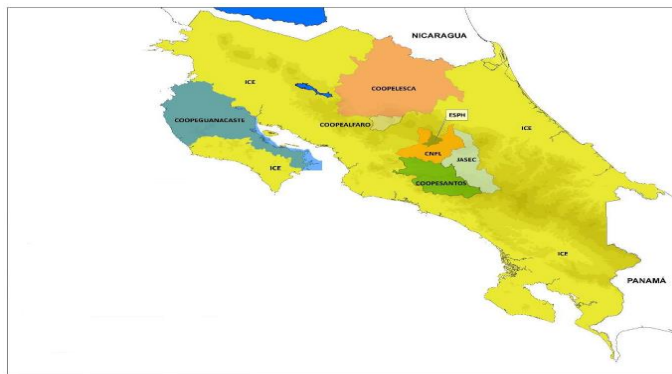 NICARAGUA
ICE
COOPELESCA
ESPH
COOPEGUANACASTE
COOPEALFARO
ICE
CNFL
JASEC
ICE
COOPESANTOS
ICE
PANAMÁ